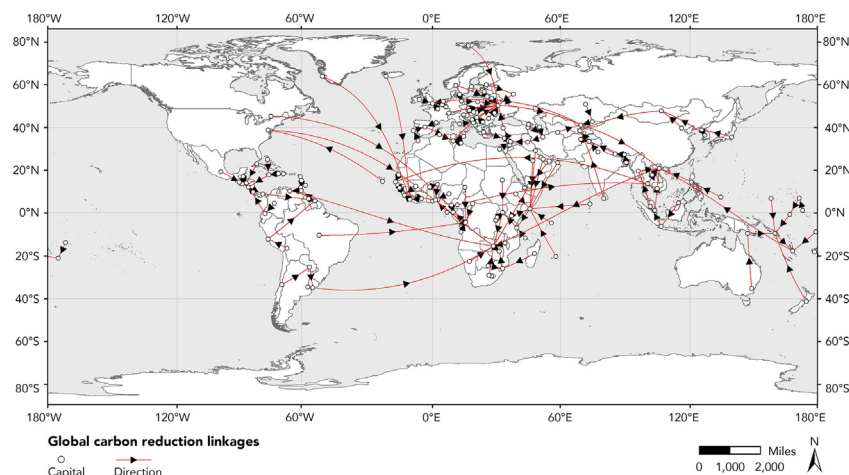 180°W 120°W 60°W 0°E 60°E 120°E 180°E
80°N 80°N
60°N 60°N
40°N 40°N
20°N 20°N
0°N 0°N
20°S 20°S
40°S 40°S
60°S 60°S
80°S 80°S
180°W 120°W 60°W 0°E 60°E 120°E 180°E
Global carbon reduction linkages
Capital Direction
Miles
0 1,000 2,000
N